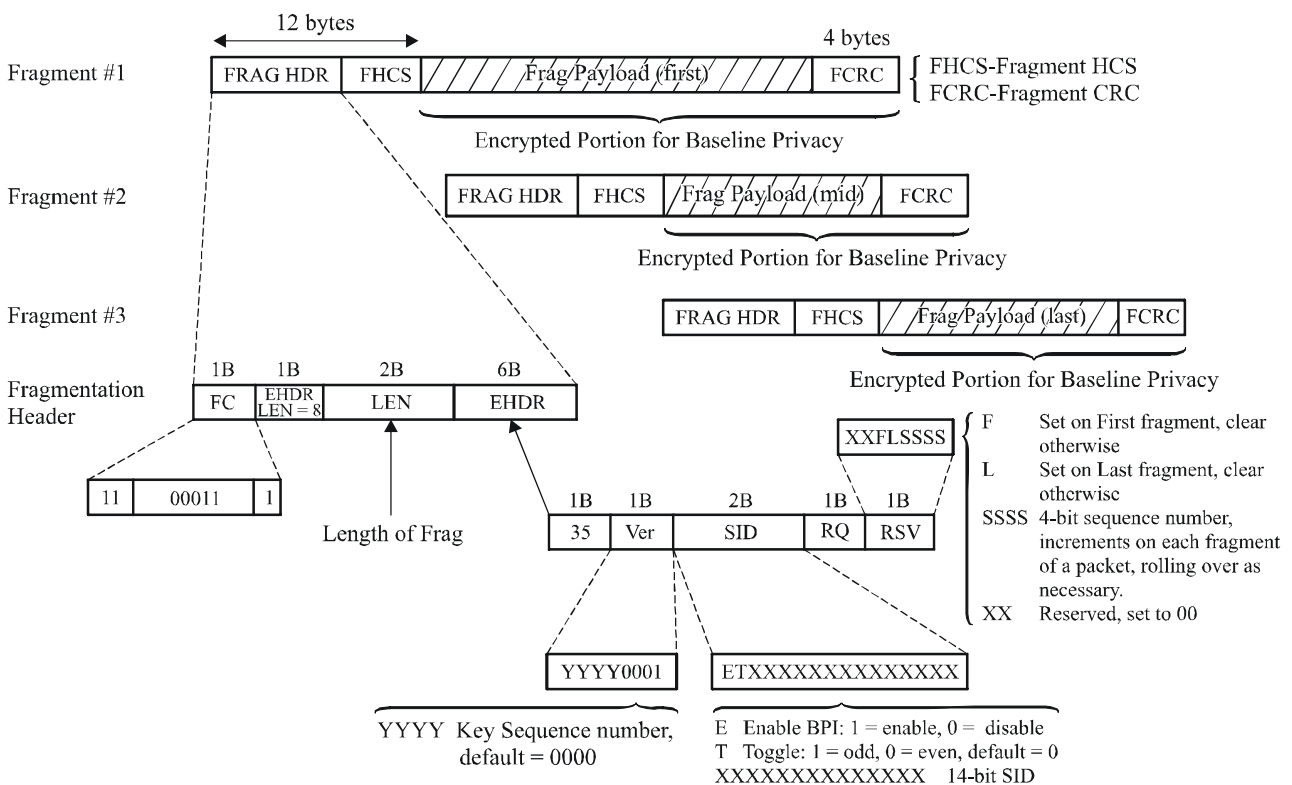 12 bytes
4 bytes
Fragment #1
FRAG HDR
FHCS
Frag Payload (first)
FCRC
FHCS-Fragment HCS
FCRC-Fragment CRC
Encrypted Portion for Baseline Privacy
Fragment #2
FRAG HDR
FHCS
Frag Payload (mid)
FCRC
Encrypted Portion for Baseline Privacy
Fragment #3
FRAG HDR
FHCS
Frag Payload (last)
FCRC
Encrypted Portion for Baseline Privacy
1B
1B
2B
6B
Fragmentation
Header
FC
EHDR
LEN = 8
LEN
EHDR
11
00011
1
Length of Frag
XXFLSSSS
F Set on First fragment, clear
otherwise
L Set on Last fragment, clear
otherwise
SSSS 4-bit sequence number,
increments on each fragment
of a packet, rolling over as
necessary.
XX Reserved, set to 00
1B
1B
2B
1B
1B
35
Ver
SID
RQ
RSV
YYYY0001
ETXXXXXXXXXXXXXX
YYYY Key Sequence number,
default = 0000
E Enable BPI: 1 = enable, 0 = disable
T Toggle: 1 = odd, 0 = even, default = 0
XXXXXXXXXXXXXX 14-bit SID